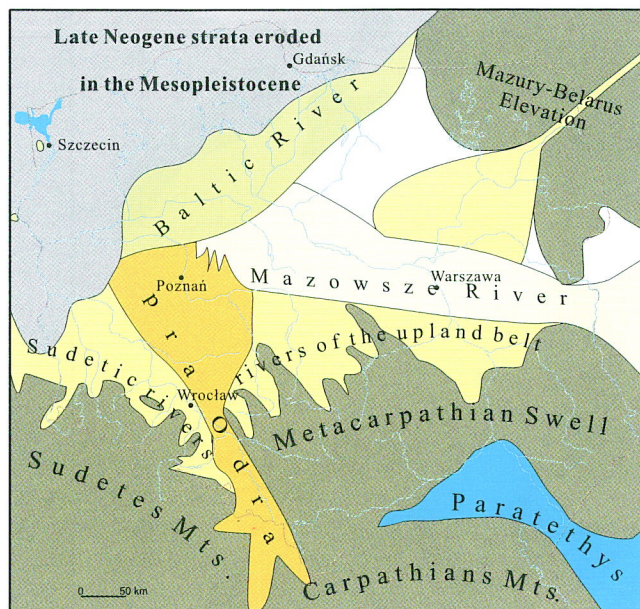 Late Neogene strata eroded
in the Mesopleistocene
Gdańsk
Mazury-Belarus
Elevation
Szczecin
Baltic River
Poznań
Mazowsze River
Warszawa
pra Odra
Sudetic rivers
rivers of the upland belt
Wrocław
Metacarpathian Swell
Sudetes Mts.
Paratethys
Carpathians Mts.
0 50 km